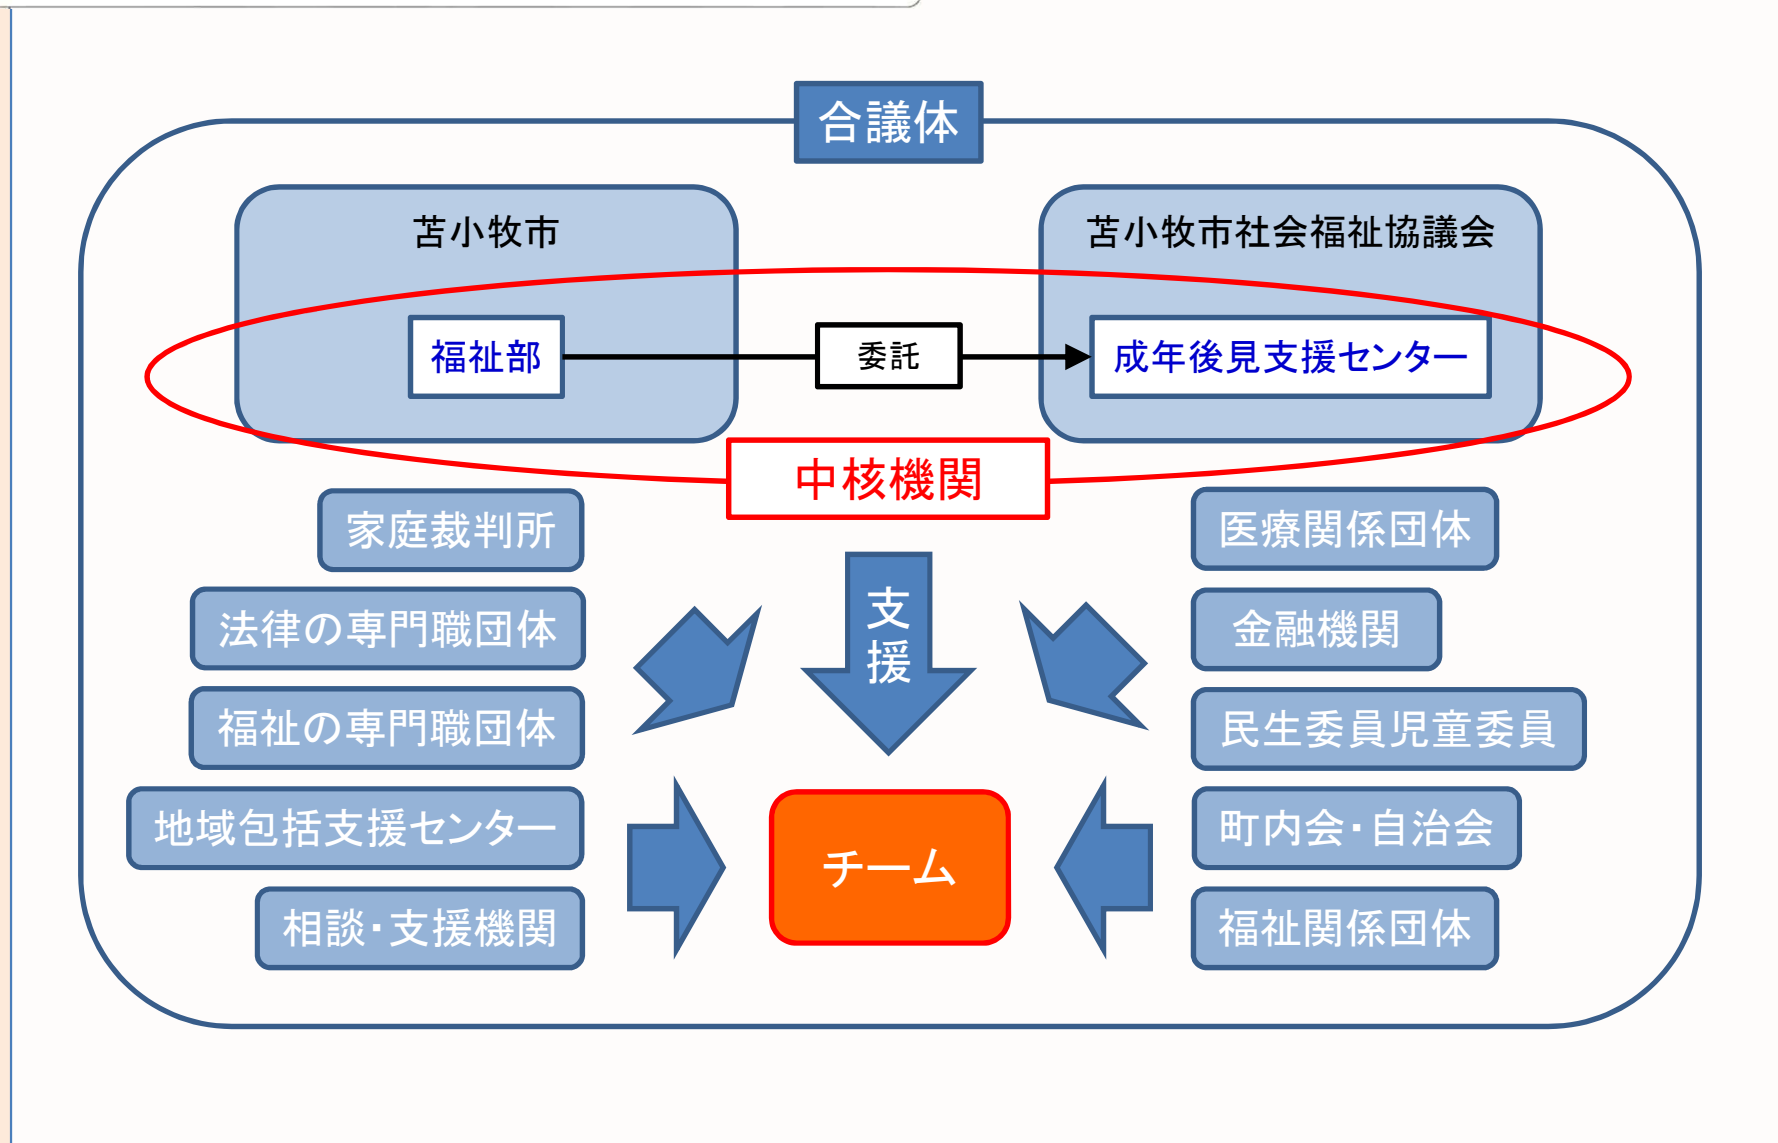 合議体
苫小牧市
苫小牧市社会福祉協議会
福祉部
委託
成年後見支援センター
中核機関
家庭裁判所
法律の専門職団体
福祉の専門職団体
地域包括支援センター
相談・支援機関
支援
医療関係団体
金融機関
民生委員児童委員
町内会・自治会
福祉関係団体
チーム